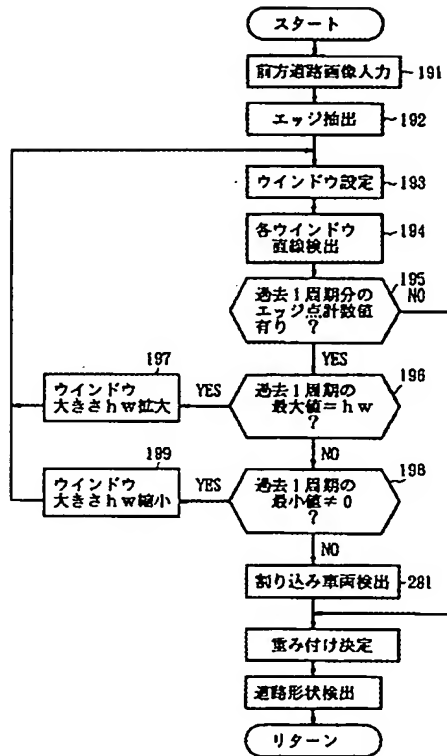 スタート
前方道路画像入力
191
エッジ抽出
192
ウインドウ設定
193
各ウインドウ
直線検出
194
過去1周期分の
エッジ点計数値
有り ?
195
NO
YES
197
ウインドウ
大きさhw拡大
YES
過去1周期の
最大値=hw
?
196
NO
199
ウインドウ
大きさhw縮小
YES
過去1周期の
最小値≠0
?
198
NO
割り込み車両検出
201
重み付け決定
道路形状検出
リターン